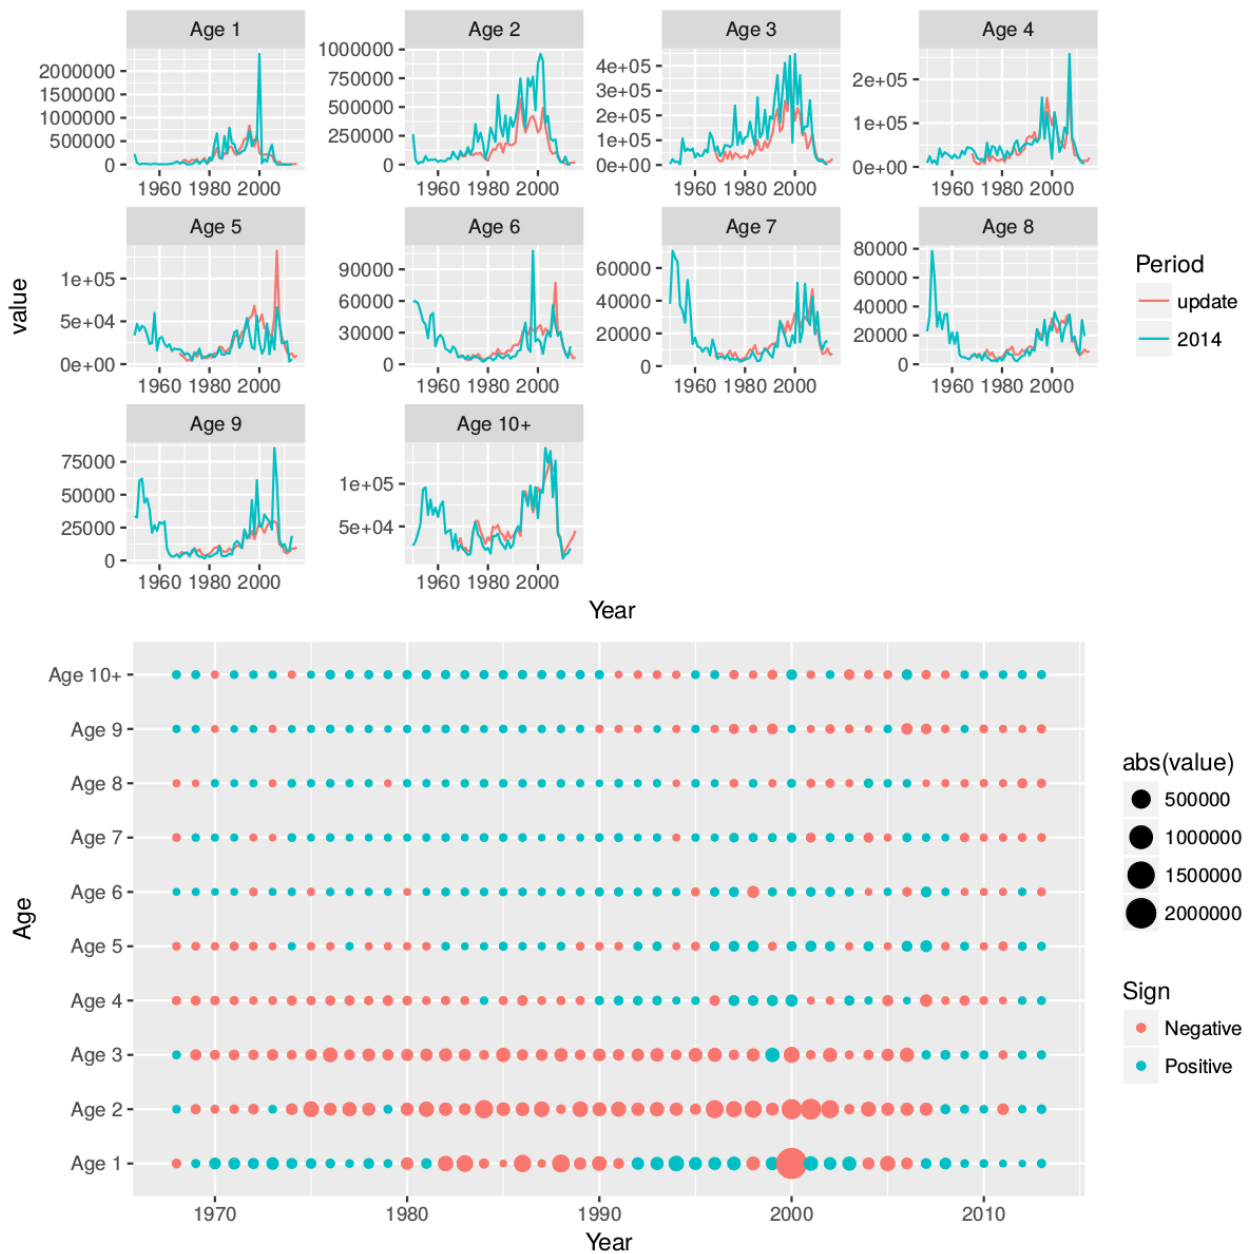 Age 1 Age 2 Age 3 Age 4
2000000 1500000 1000000 500000 0
1000000 750000 500000 250000 0
4e+05 3e+05 2e+05 1e+05 0e+00
2e+05 1e+05 0e+00
1960 1980 2000 1960 1980 2000 1960 1980 2000 1960 1980 2000
Age 5 Age 6 Age 7 Age 8
1e+05 5e+04 0e+00
90000 60000 30000 0
60000 40000 20000 0
80000 60000 40000 20000 0
1960 1980 2000 1960 1980 2000 1960 1980 2000 1960 1980 2000
Age 9 Age 10+
75000 50000 25000 0
1e+05 5e+04
1960 1980 2000 1960 1980 2000
value
Year
Period
update
2014
Age 10+
Age 9
Age 8
Age 7
Age 6
Age 5
Age 4
Age 3
Age 2
Age 1
Age
1970 1980 1990 2000 2010
Year
abs(value)
500000
1000000
1500000
2000000
Sign
Negative
Positive